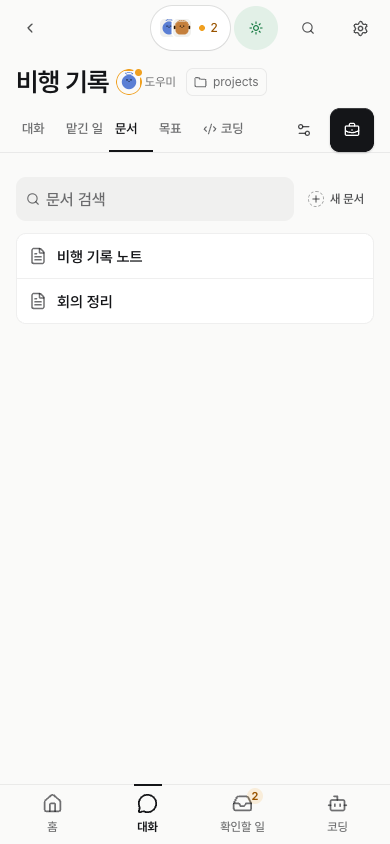 2
비행 기록
도우미
projects
대화
맡긴 일
문서
목표
코딩
문서 검색
새 문서
비행 기록 노트
회의 정리
2
홈
대화
확인할 일
코딩